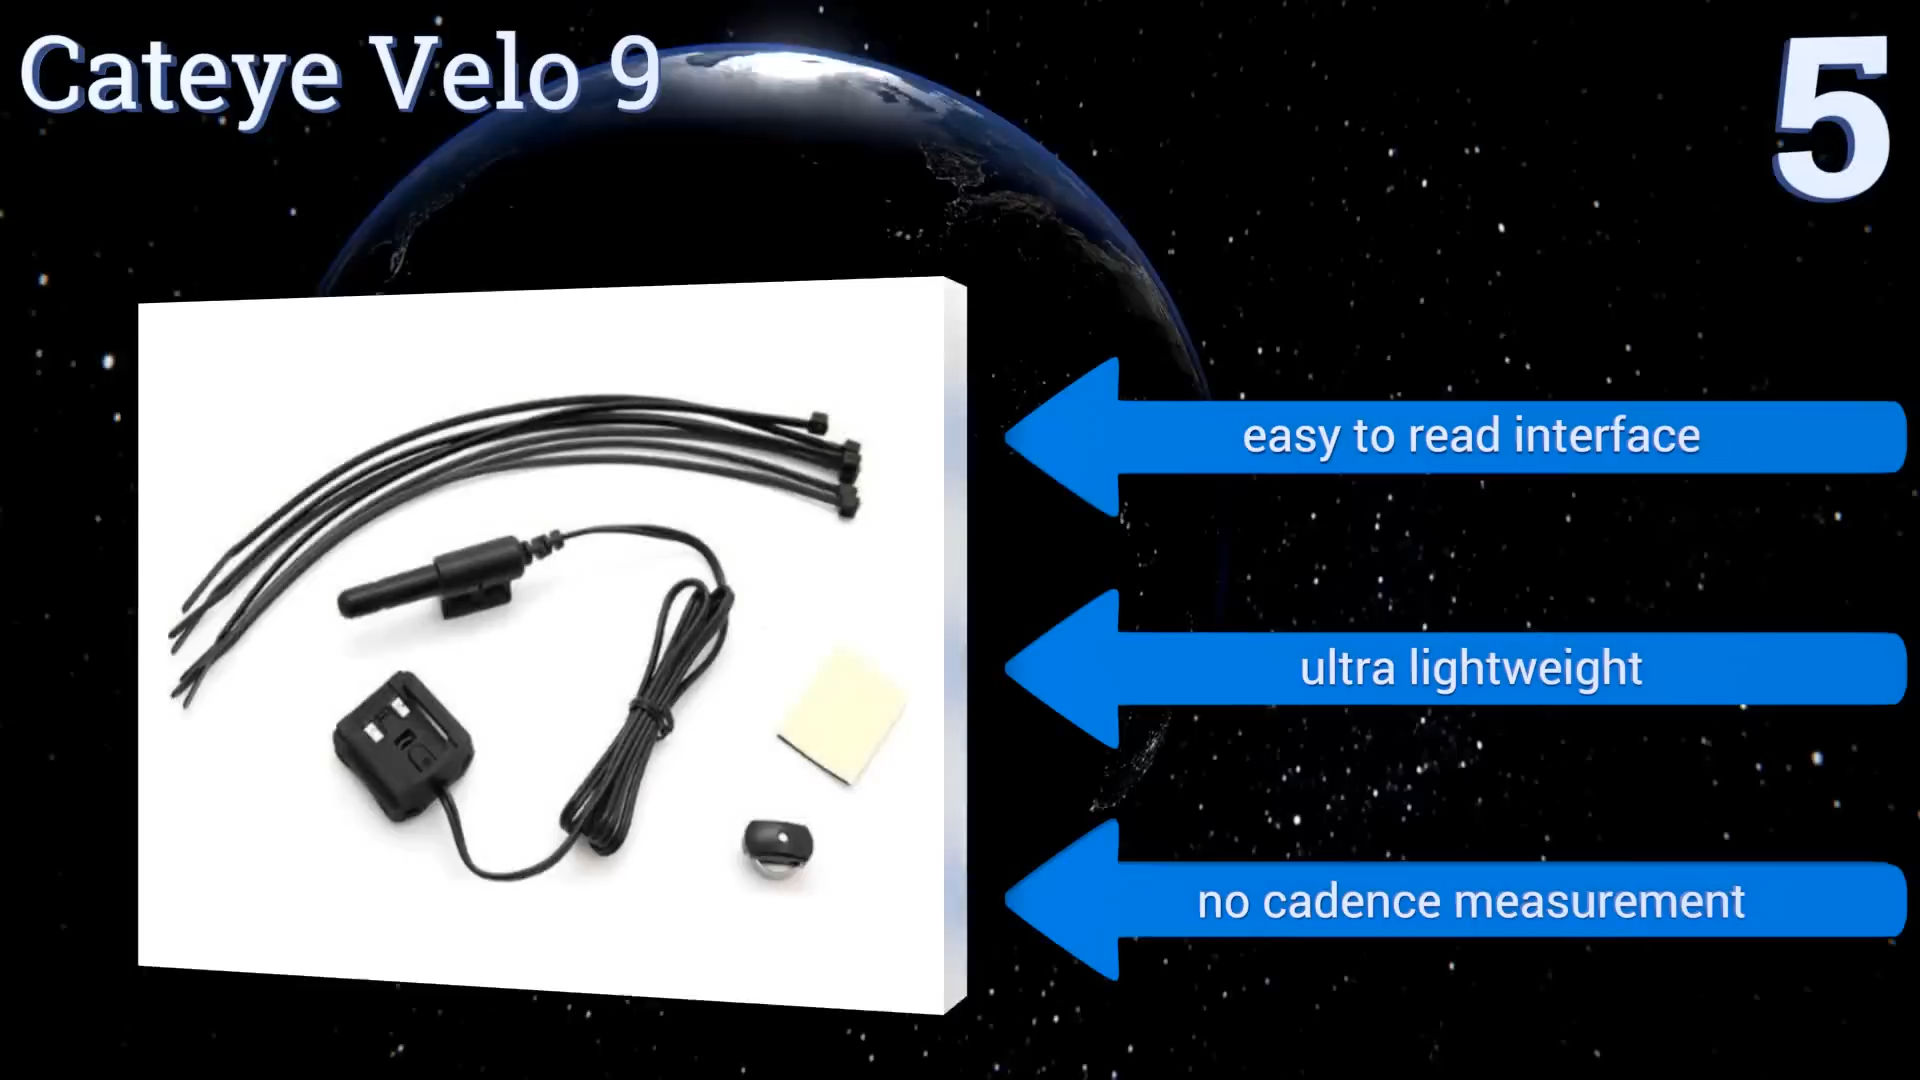 Cateye Velo 9
5
easy to read interface
ultra lightweight
no cadence measurement